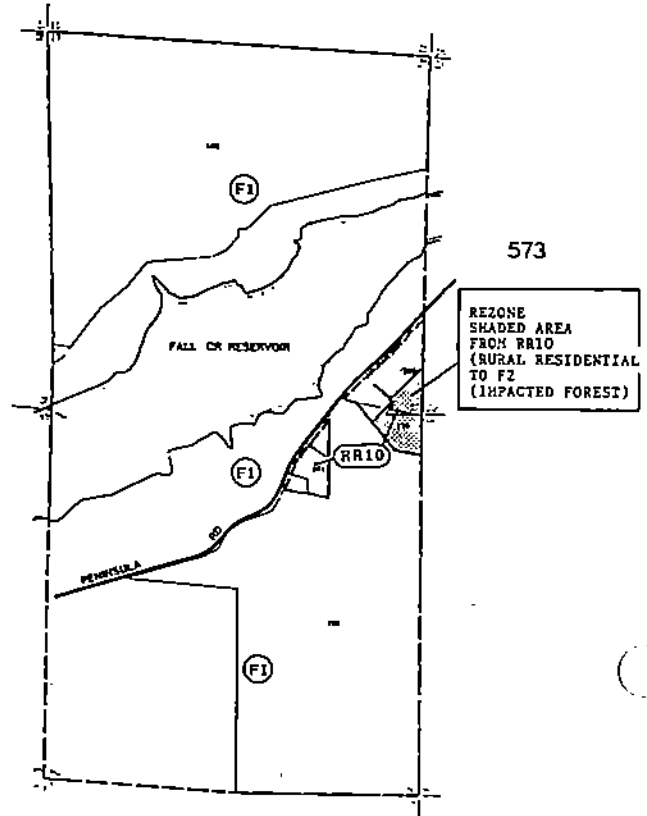 F1
573
REZONE
SHADED AREA
FROM RR10
(RURAL RESIDENTIAL
TO F2
(IMPACTED FOREST)
FALL CR RESERVOIR
RR10
F1
RD
PENINSULA
FI